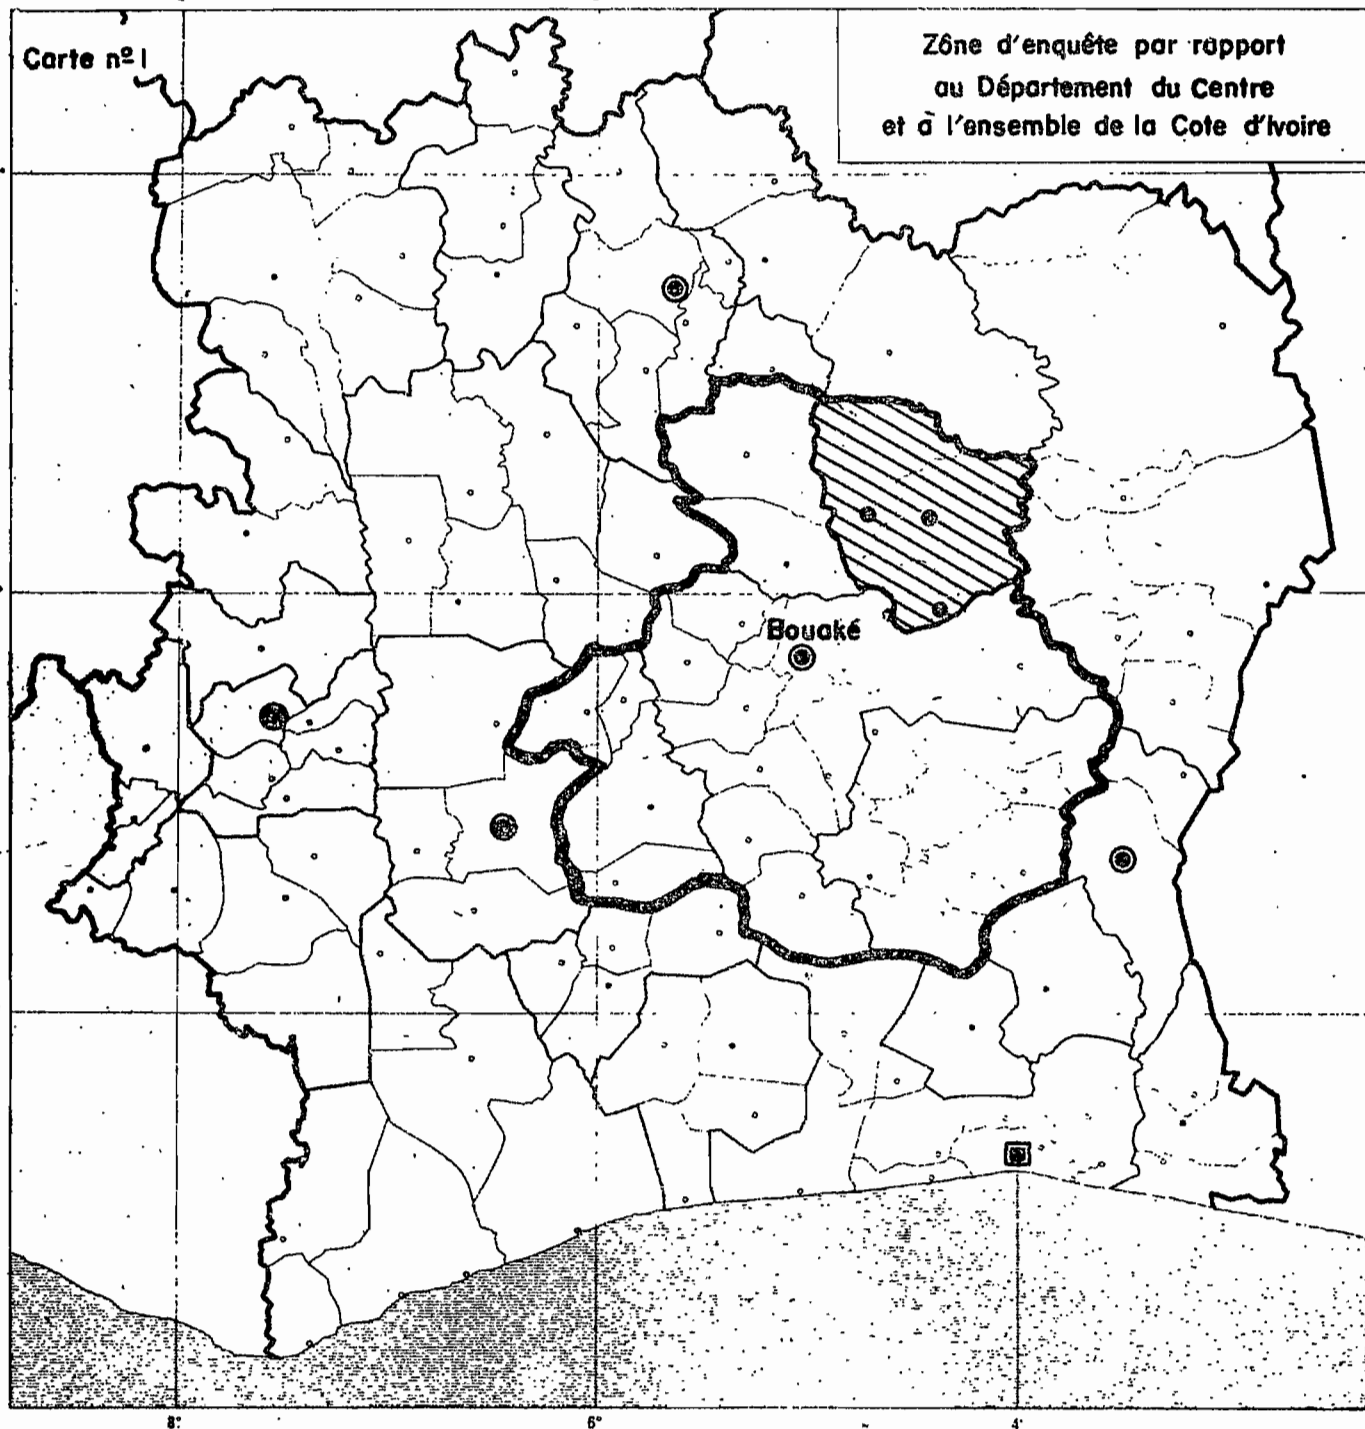 Carte nº 1
Zône d'enquête par rapport
au Département du Centre
et à l'ensemble de la Cote d'Ivoire
Bouaké
8°
6°
4°